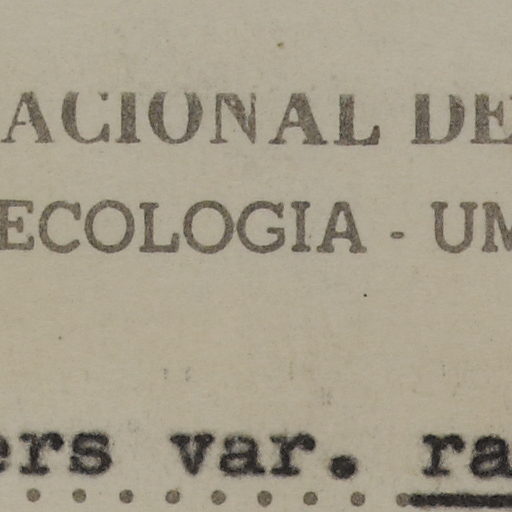 ACIONAL DE
ECOLOGIA - UM
ers var. ra